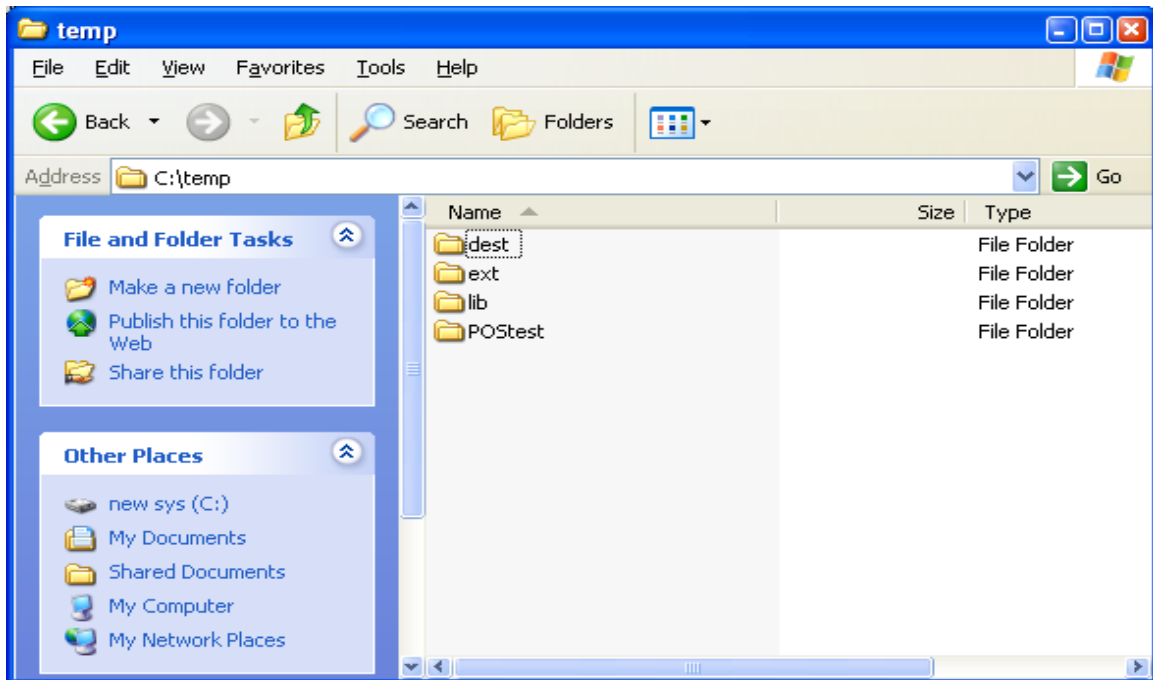 temp
File Edit View Favorites Tools Help
Back Search Folders
Address C:\temp Go
Name Size Type
File and Folder Tasks
Make a new folder
Publish this folder to the
Web
Share this folder
Other Places
new sys (C:)
My Documents
Shared Documents
My Computer
My Network Places
dest File Folder
ext File Folder
lib File Folder
POStest File Folder